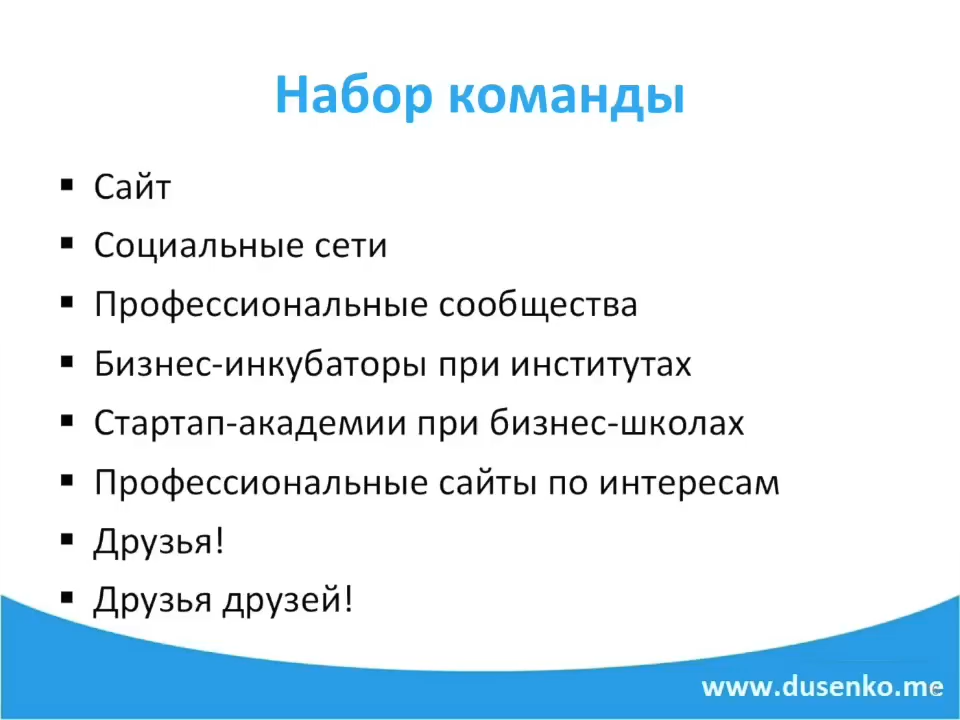 Набор команды
▪ Сайт
▪ Социальные сети
▪ Профессиональные сообщества
▪ Бизнес-инкубаторы при институтах
▪ Стартап-академии при бизнес-школах
▪ Профессиональные сайты по интересам
▪ Друзья!
▪ Друзья друзей!
www.dusenko.me